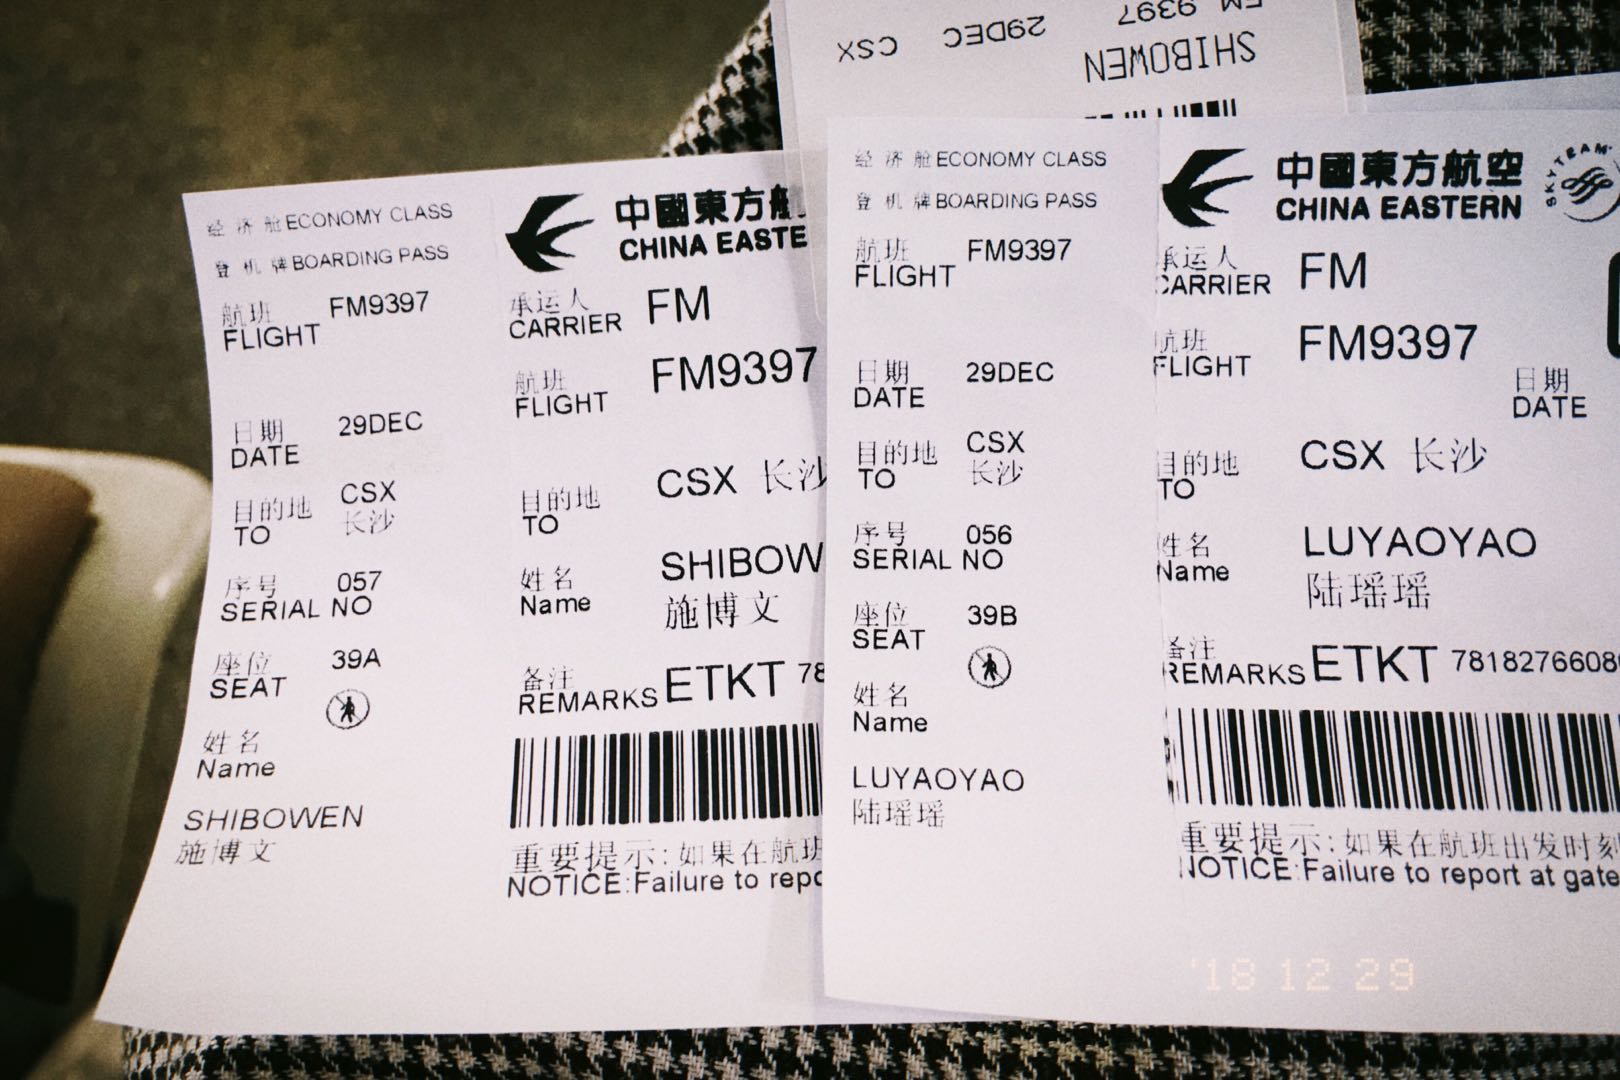 FM 9397
29DEC
CSX
SHIBOWEN
经 济 舱 ECONOMY CLASS
登 机 牌 BOARDING PASS
航班 FM9397
FLIGHT
日期 29DEC
DATE
目的地 CSX
TO 长沙
序号 057
SERIAL NO
座位 39A
SEAT
姓名
Name
SHIBOWEN
施博文
中國東方航
CHINA EASTE
承运人 FM
CARRIER
航班 FM9397
FLIGHT
目的地 CSX 长沙
TO
姓名 SHIBOW
Name 施博文
备注 ETKT 78
REMARKS
重要提示:如果在航班
NOTICE:Failure to repo
经 济 舱 ECONOMY CLASS
登 机 牌 BOARDING PASS
航班 FM9397
FLIGHT
日期 29DEC
DATE
目的地 CSX
TO 长沙
序号 056
SERIAL NO
座位 39B
SEAT
姓名
Name
LUYAOYAO
陆瑶瑶
中國東方航空
CHINA EASTERN
SKYTEAM
承运人 FM
CARRIER
航班 FM9397
FLIGHT
日期
DATE
目的地 CSX 长沙
TO
姓名 LUYAOYAO
Name 陆瑶瑶
备注 ETKT 7818276608
REMARKS
重要提示:如果在航班出发时刻
NOTICE:Failure to report at gate
'18 12 29